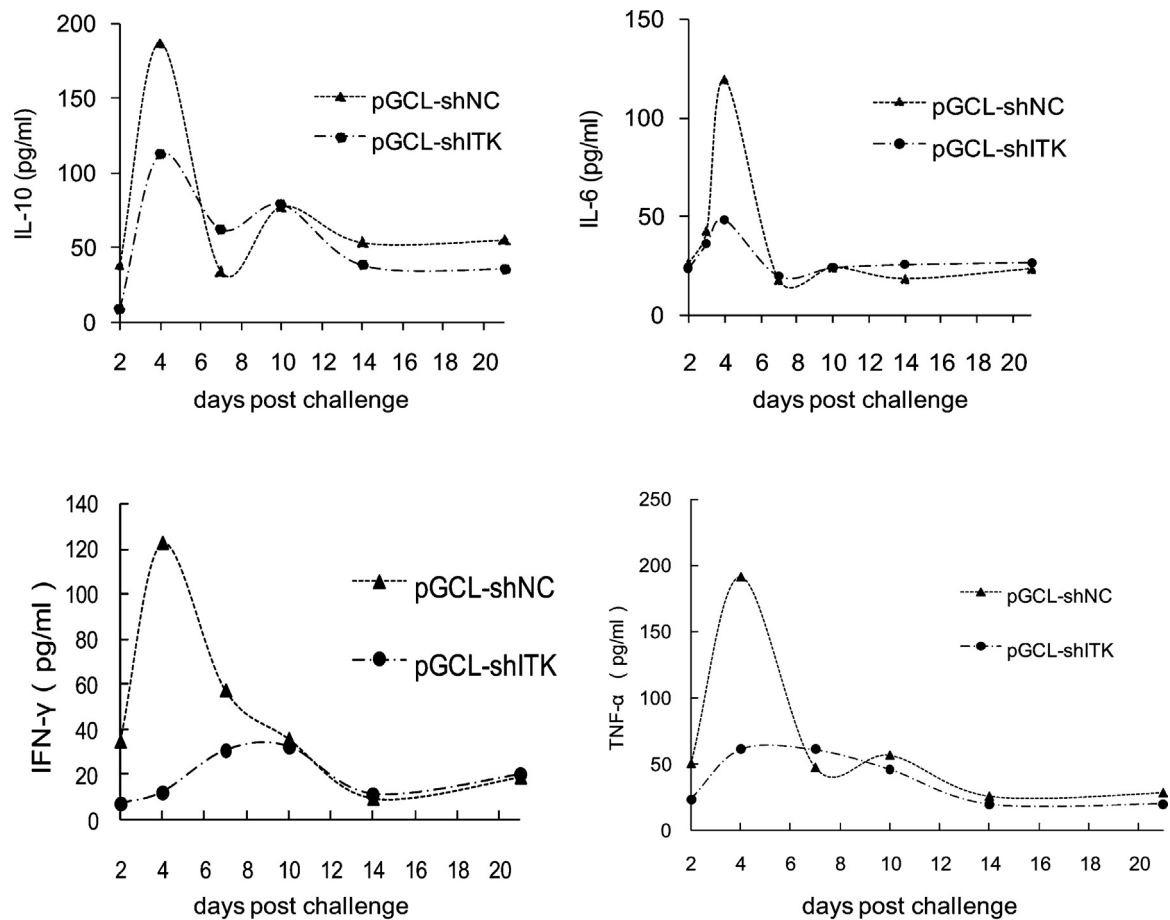 IL-10 (pg/ml)
200
150
100
50
0
pGCL-shNC
pGCL-shITK
2 4 6 8 10 12 14 16 18 20
days post challenge
IL-6 (pg/ml)
150
100
50
0
pGCL-shNC
pGCL-shITK
2 4 6 8 10 12 14 16 18 20
days post challenge
IFN-γ ( pg/ml)
140
120
100
80
60
40
20
0
pGCL-shNC
pGCL-shITK
2 4 6 8 10 12 14 16 18 20
days post challenge
TNF-α ( pg/ml)
250
200
150
100
50
0
pGCL-shNC
pGCL-shITK
2 4 6 8 10 12 14 16 18 20
days post challenge